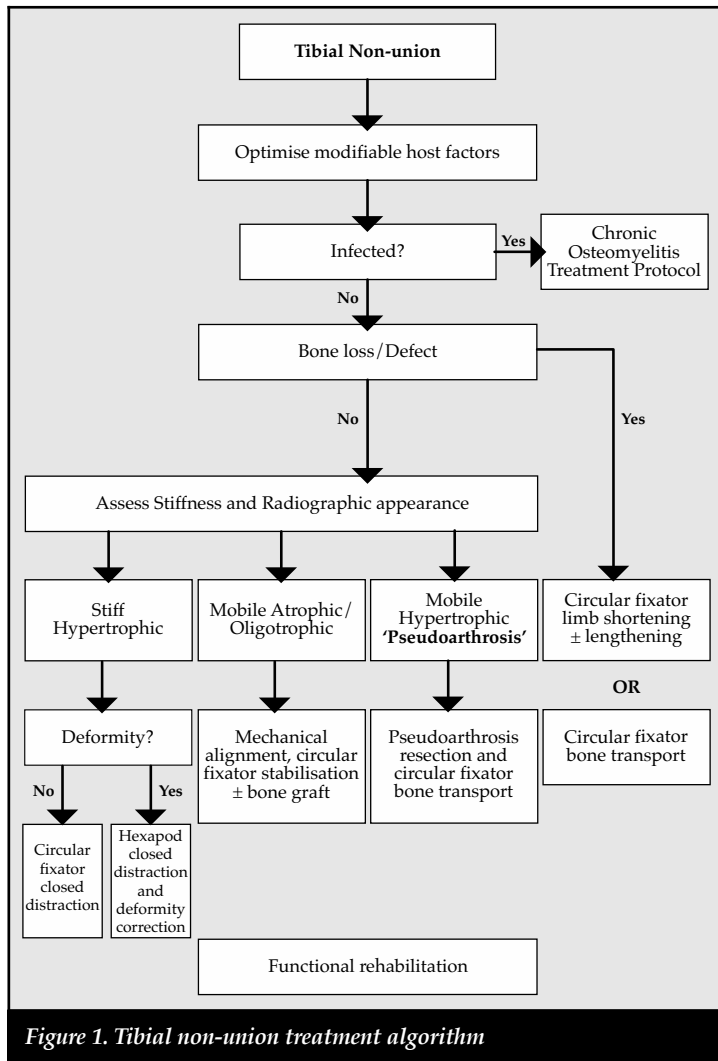 Tibial Non-union
Optimise modifiable host factors
Infected?
Yes
Chronic
Osteomyelitis
Treatment Protocol
No
Bone loss/Defect
No
Yes
Assess Stiffness and Radiographic appearance
Stiff
Hypertrophic
Mobile Atrophic/
Oligotrophic
Mobile
Hypertrophic
'Pseudoarthrosis'
Circular fixator
limb shortening
± lengthening
OR
Deformity?
Mechanical
alignment, circular
fixator stabilisation
± bone graft
Pseudoarthrosis
resection and
circular fixator
bone transport
Circular fixator
bone transport
No
Yes
Circular
fixator
closed
distraction
Hexapod
closed
distraction
and
deformity
correction
Functional rehabilitation
Figure 1. Tibial non-union treatment algorithm